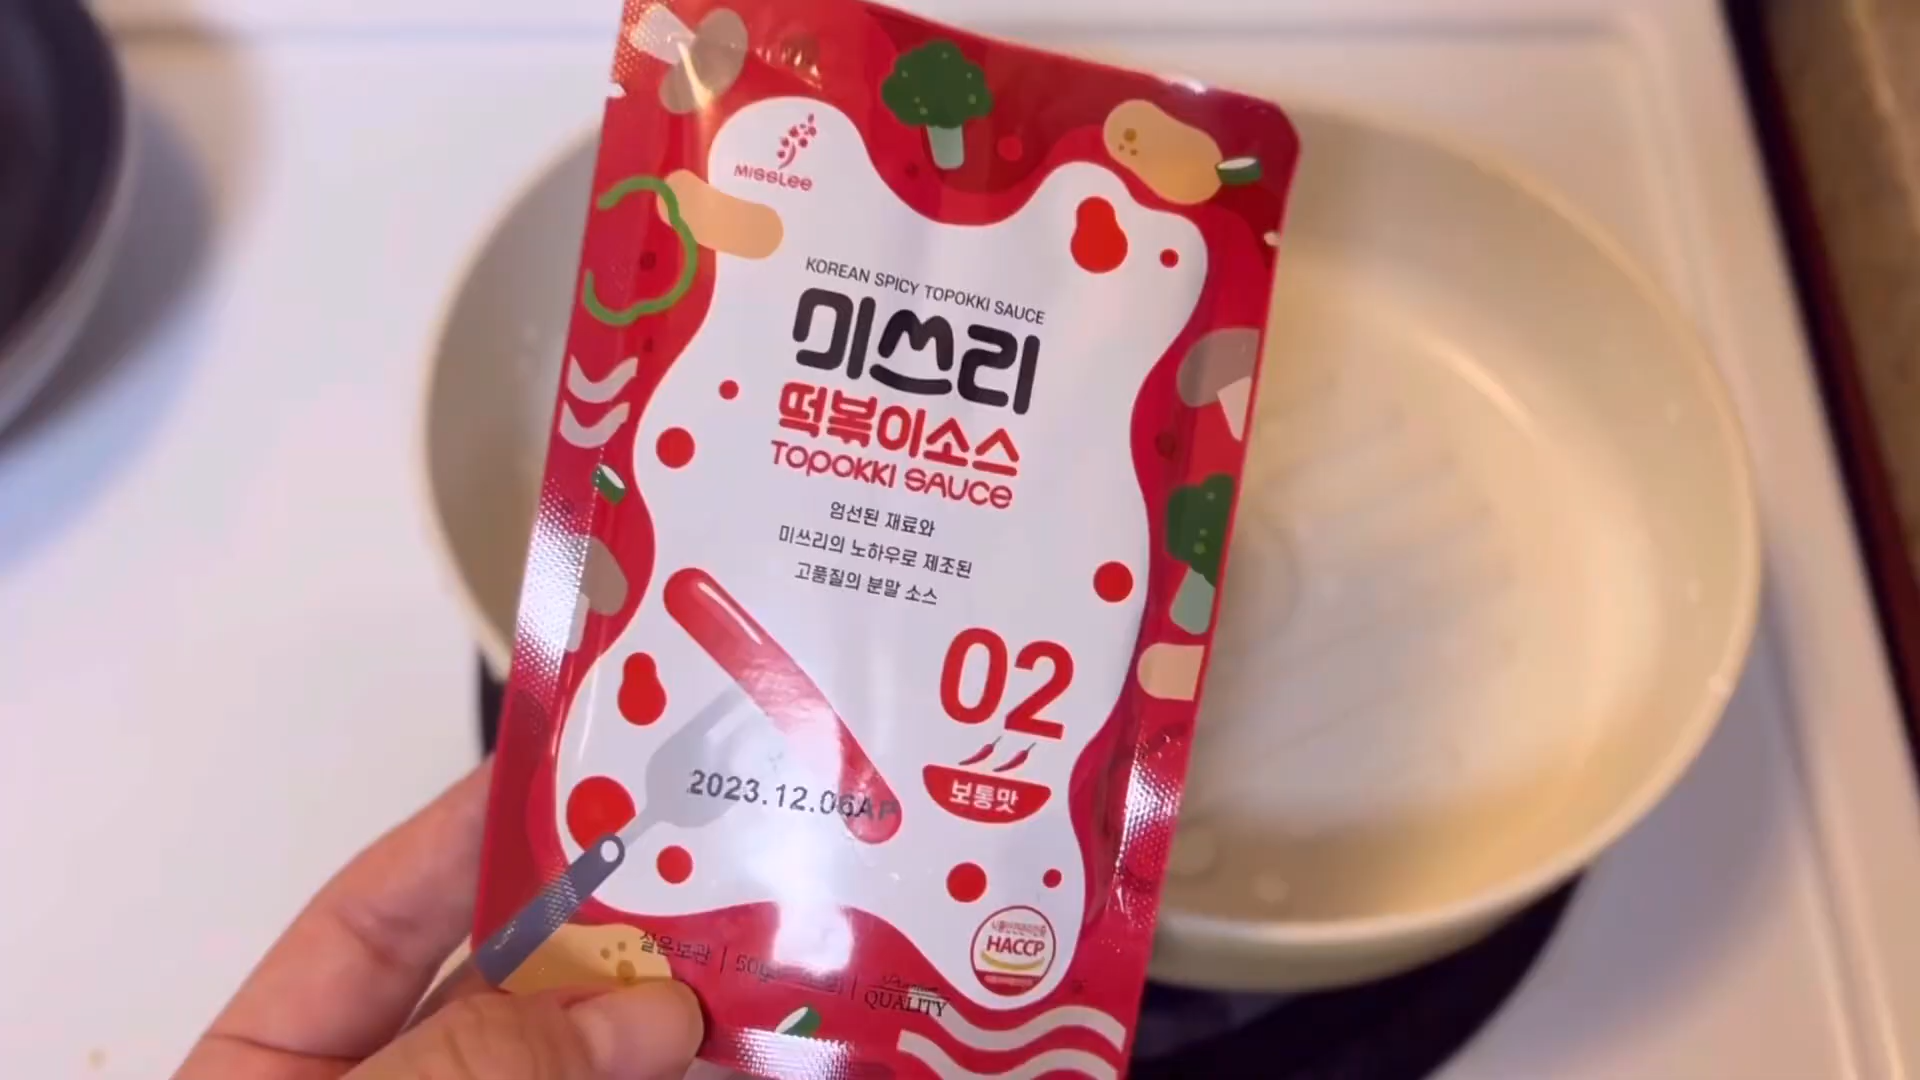 MissLee
KOREAN SPICY TOPOKKI SAUCE
미쓰리
떡볶이소스
TOPOKKI SAUCE
엄선된 재료와
미쓰리의 노하우로 제조된
고품질의 분말 소스
02
보통맛
2023.12.06
HACCP
실온보관 | 50g
QUALITY